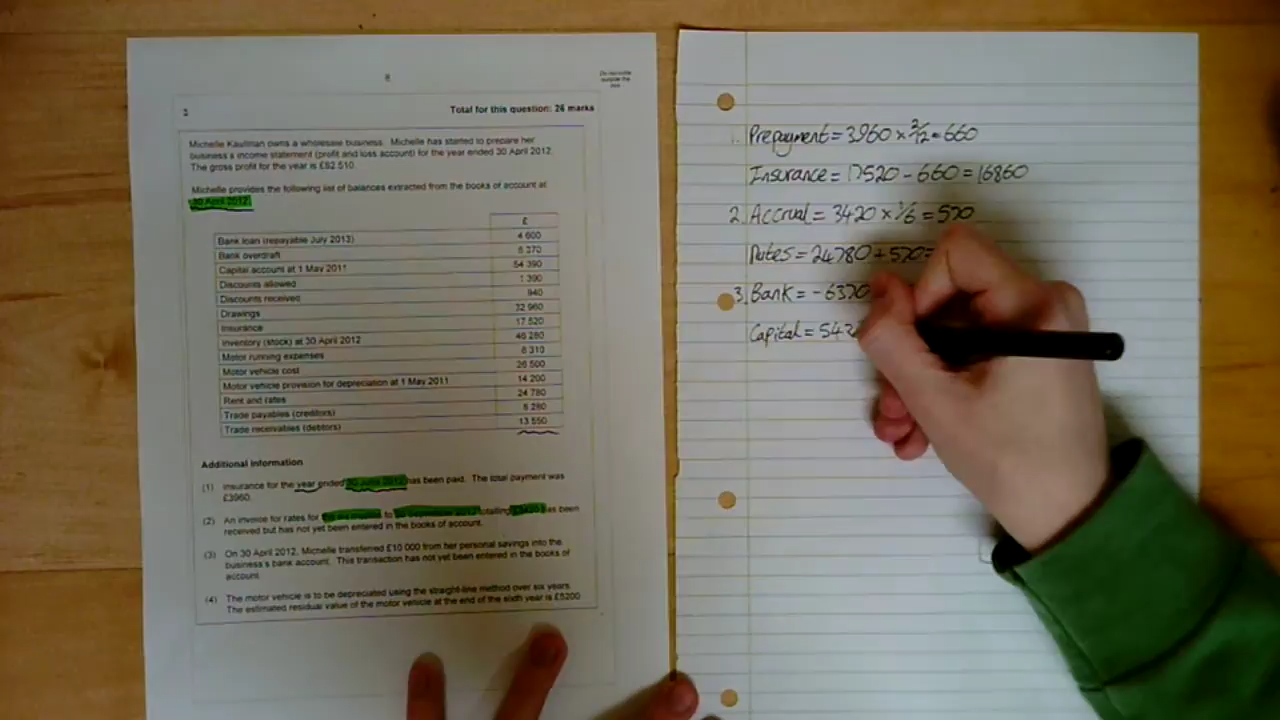 8
3
Total for this question: 26 marks
Michelle Kaufman owns a wholesale business. Michelle has started to prepare her
business's income statement (profit and loss account) for the year ended 30 April 2012.
The gross profit for the year is £82 510.
Michelle provides the following list of balances extracted from the books of account at
30 April 2012.
£
Bank loan (repayable July 2013) 4 600
Bank overdraft 6 370
Capital account at 1 May 2011 54 390
Discounts allowed 1 390
Discounts received 940
Drawings 32 960
Insurance 17 520
Inventory (stock) at 30 April 2012 46 280
Motor running expenses 8 310
Motor vehicle cost 26 500
Motor vehicle provision for depreciation at 1 May 2011 14 200
Rent and rates 24 780
Trade payables (creditors) 6 280
Trade receivables (debtors) 13 550
Additional information
(1) Insurance for the year ended 30 June 2012 has been paid. The total payment was
£3960.
(2) An invoice for rates for the six months to 30 September 2012 totalling £3420 has been
received but has not yet been entered in the books of account.
(3) On 30 April 2012, Michelle transferred £10 000 from her personal savings into the
business's bank account. This transaction has not yet been entered in the books of
account.
(4) The motor vehicle is to be depreciated using the straight-line method over six years.
The estimated residual value of the motor vehicle at the end of the sixth year is £5200
1. Prepayment = 3960 × 2/12 = 660
Insurance = 17520 - 660 = 16860
2. Accrual = 3420 × 1/6 = 570
Rates = 24780 + 570 =
3. Bank = -6370
Capital =